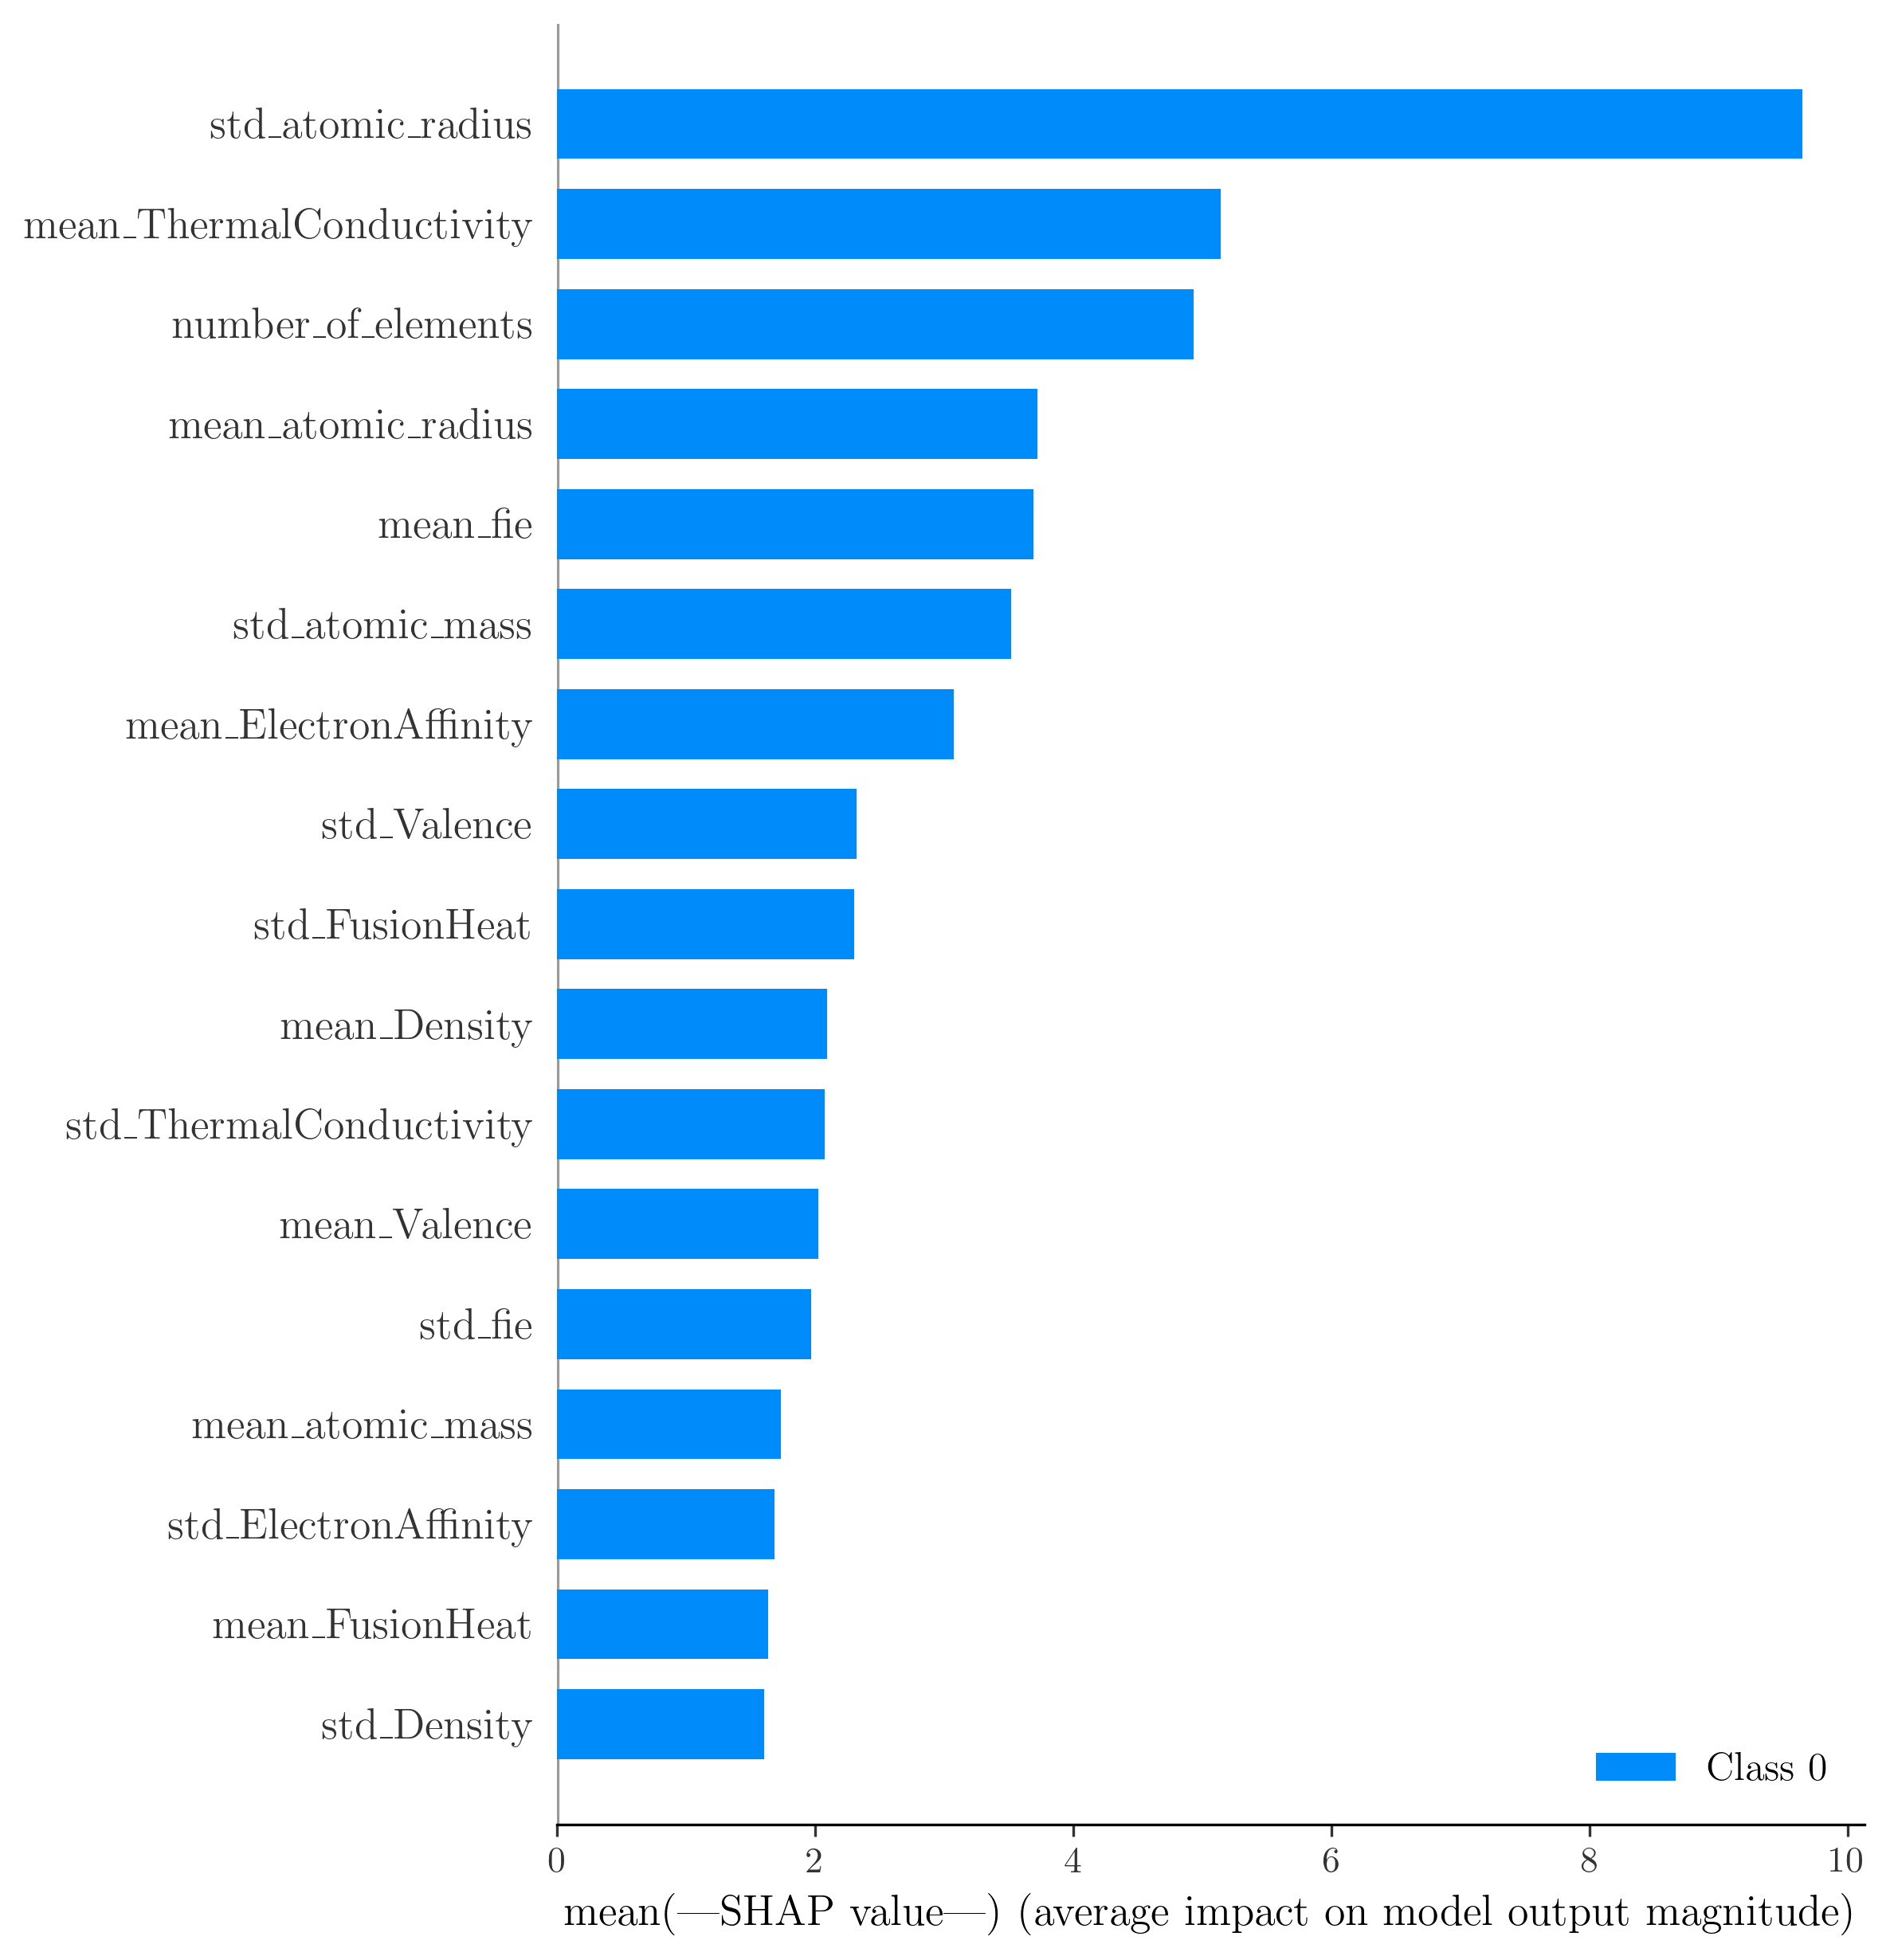 std_atomic_radius
mean_ThermalConductivity
number_of_elements
mean_atomic_radius
mean_fie
std_atomic_mass
mean_ElectronAffinity
std_Valence
std_FusionHeat
mean_Density
std_ThermalConductivity
mean_Valence
std_fie
mean_atomic_mass
std_ElectronAffinity
mean_FusionHeat
std_Density
Class 0
0 2 4 6 8 10
mean(—SHAP value—) (average impact on model output magnitude)